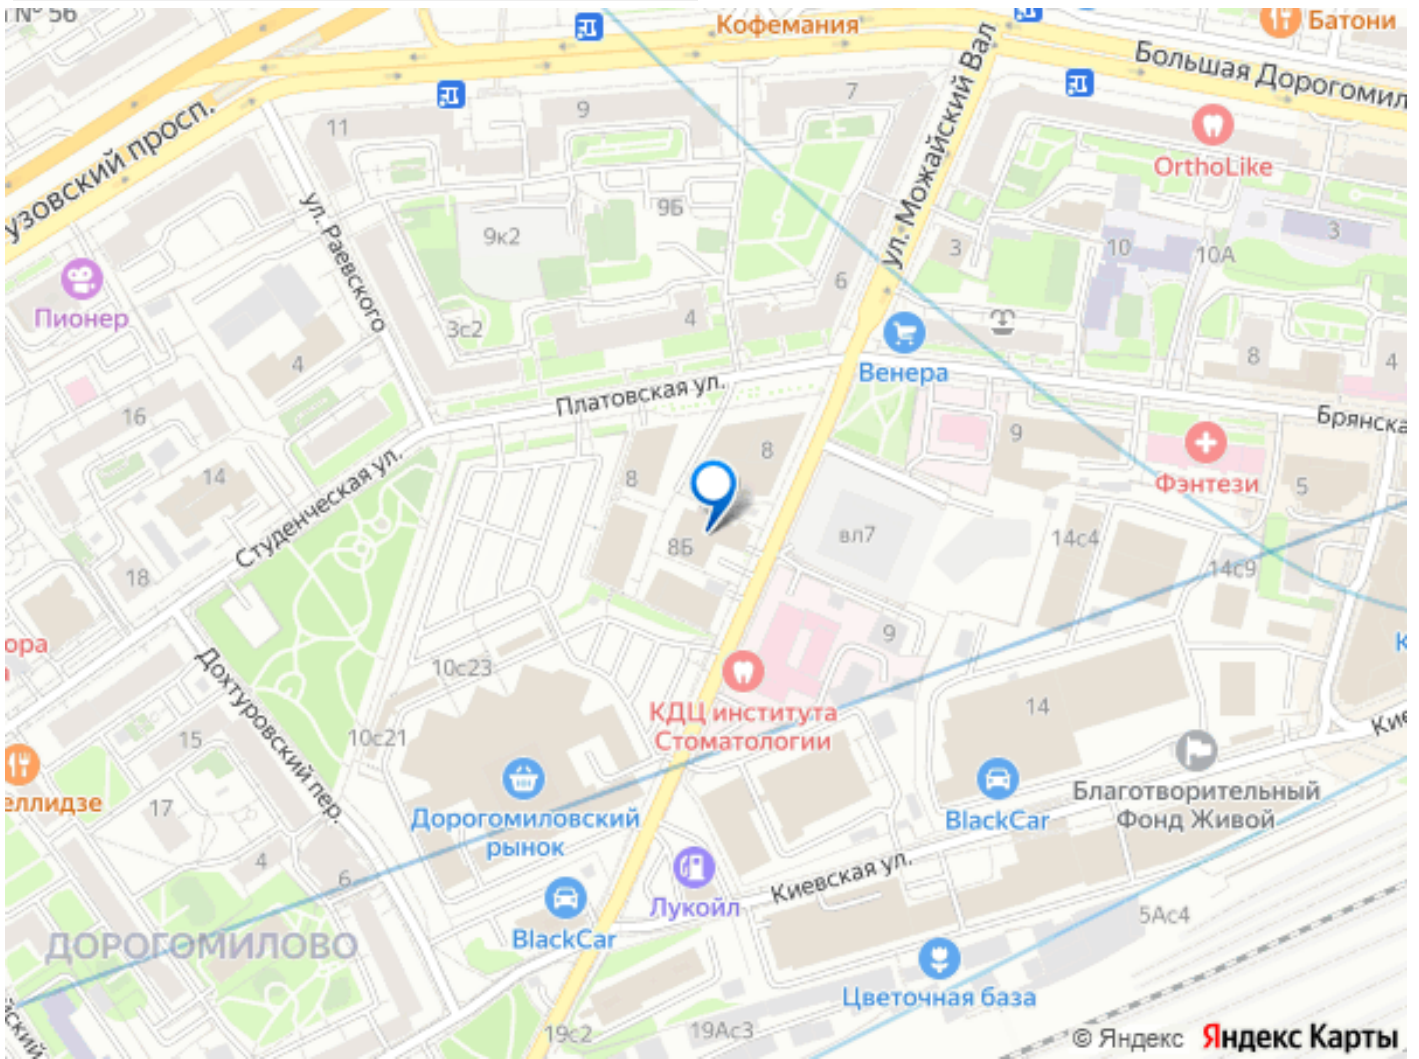 № 56
Кофемания
Батони
Большая Дорогомил
узовский просп.
ул. Можайский Вал
OrthoLike
11
9
7
9Б
9к2
ул. Раевского
3
10
10А
3
6
Пионер
3с2
4
4
Венера
8
4
16
Платовская ул.
Брянска
9
8
8
14
Студенческая ул.
Фэнтези
5
8Б
вл7
14с4
14с9
18
9
ора
10с23
Дохтуровский пер.
КДЦ института
Стоматологии
14
10с21
15
Кие
еллидзе
17
Дорогомиловский
рынок
BlackCar
Благотворительный
Фонд Живой
4
6
Киевская ул.
Лукойл
5Ас4
ДОРОГОМИЛОВО
BlackCar
Цветочная база
19с2
19Ас3
© Яндекс Яндекс Карты